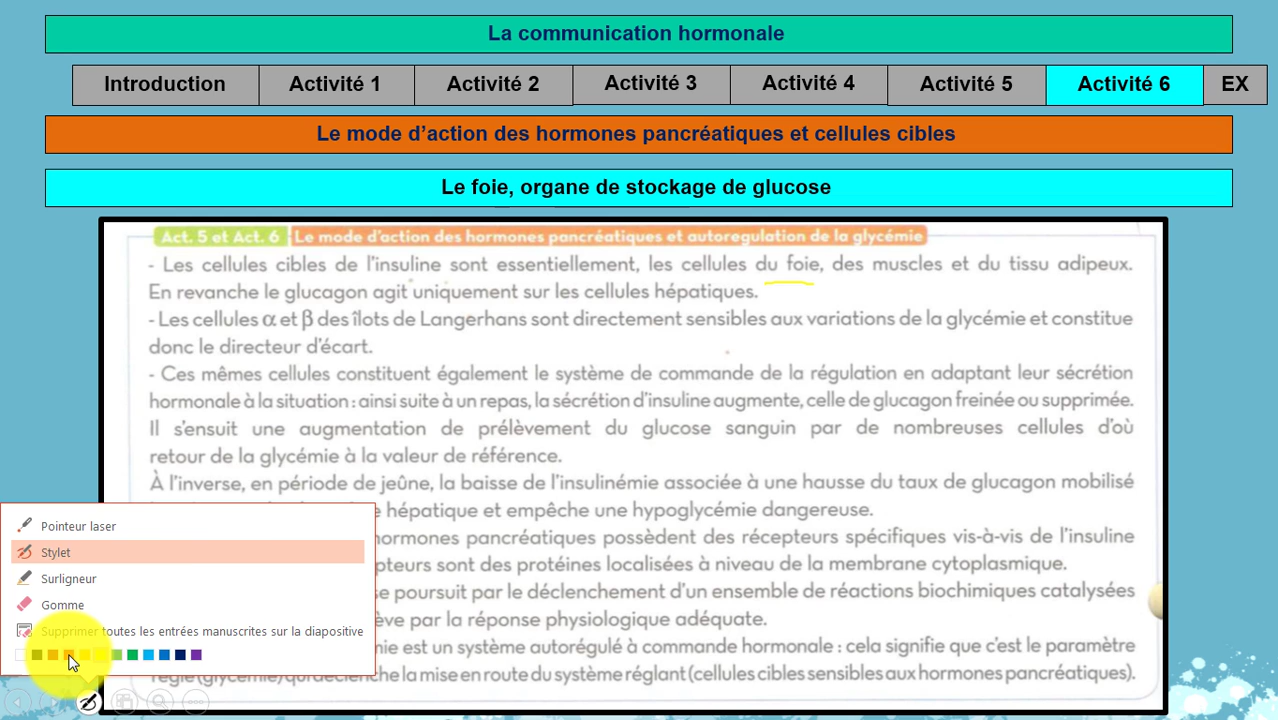 La communication hormonale
Introduction Activité 1 Activité 2 Activité 3 Activité 4 Activité 5 Activité 6 EX
Le mode d’action des hormones pancréatiques et cellules cibles
Le foie, organe de stockage de glucose
Act. 5 et Act. 6 Le mode d'action des hormones pancréatiques et autoregulation de la glycémie
- Les cellules cibles de l'insuline sont essentiellement, les cellules du foie, des muscles et du tissu adipeux.
En revanche le glucagon agit uniquement sur les cellules hépatiques.
- Les cellules α et β des îlots de Langerhans sont directement sensibles aux variations de la glycémie et constitue
donc le directeur d'écart.
- Ces mêmes cellules constituent également le système de commande de la régulation en adaptant leur sécrétion
hormonale à la situation : ainsi suite à un repas, la sécrétion d'insuline augmente, celle de glucagon freinée ou supprimée.
Il s'ensuit une augmentation de prélèvement du glucose sanguin par de nombreuses cellules d'où
retour de la glycémie à la valeur de référence.
À l'inverse, en période de jeûne, la baisse de l'insulinémie associée à une hausse du taux de glucagon mobilisé
hépatique et empêche une hypoglycémie dangereuse.
hormones pancréatiques possèdent des récepteurs spécifiques vis-à-vis de l'insuline
pteurs sont des protéines localisées à niveau de la membrane cytoplasmique.
se poursuit par le déclenchement d'un ensemble de réactions biochimiques catalysées
ève par la réponse physiologique adéquate.
mie est un système autorégulé à commande hormonale : cela signifie que c'est le paramètre
réglé (glycémie) qui déclenche la mise en route du système réglant (cellules cibles sensibles aux hormones pancréatiques).
Pointeur laser
Stylet
Surligneur
Gomme
Supprimer toutes les entrées manuscrites sur la diapositive